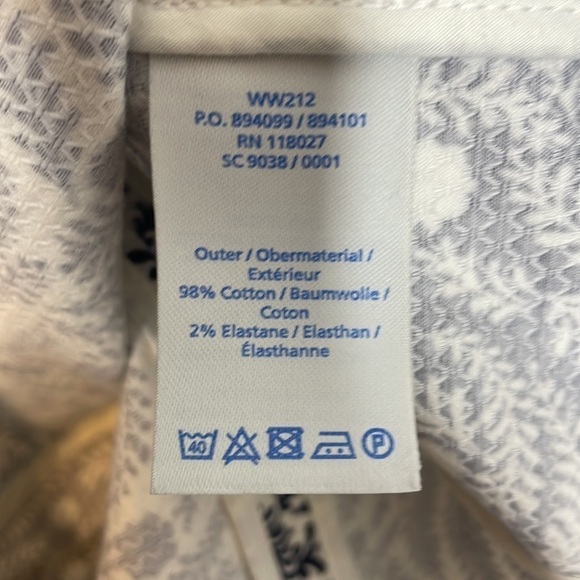 WW212
P.O. 894099 / 894101
RN 118027
SC 9038 / 0001
Outer / Obermaterial /
Extérieur
98% Cotton / Baumwolle /
Coton
2% Elastane / Elasthan /
Élasthanne
40 P